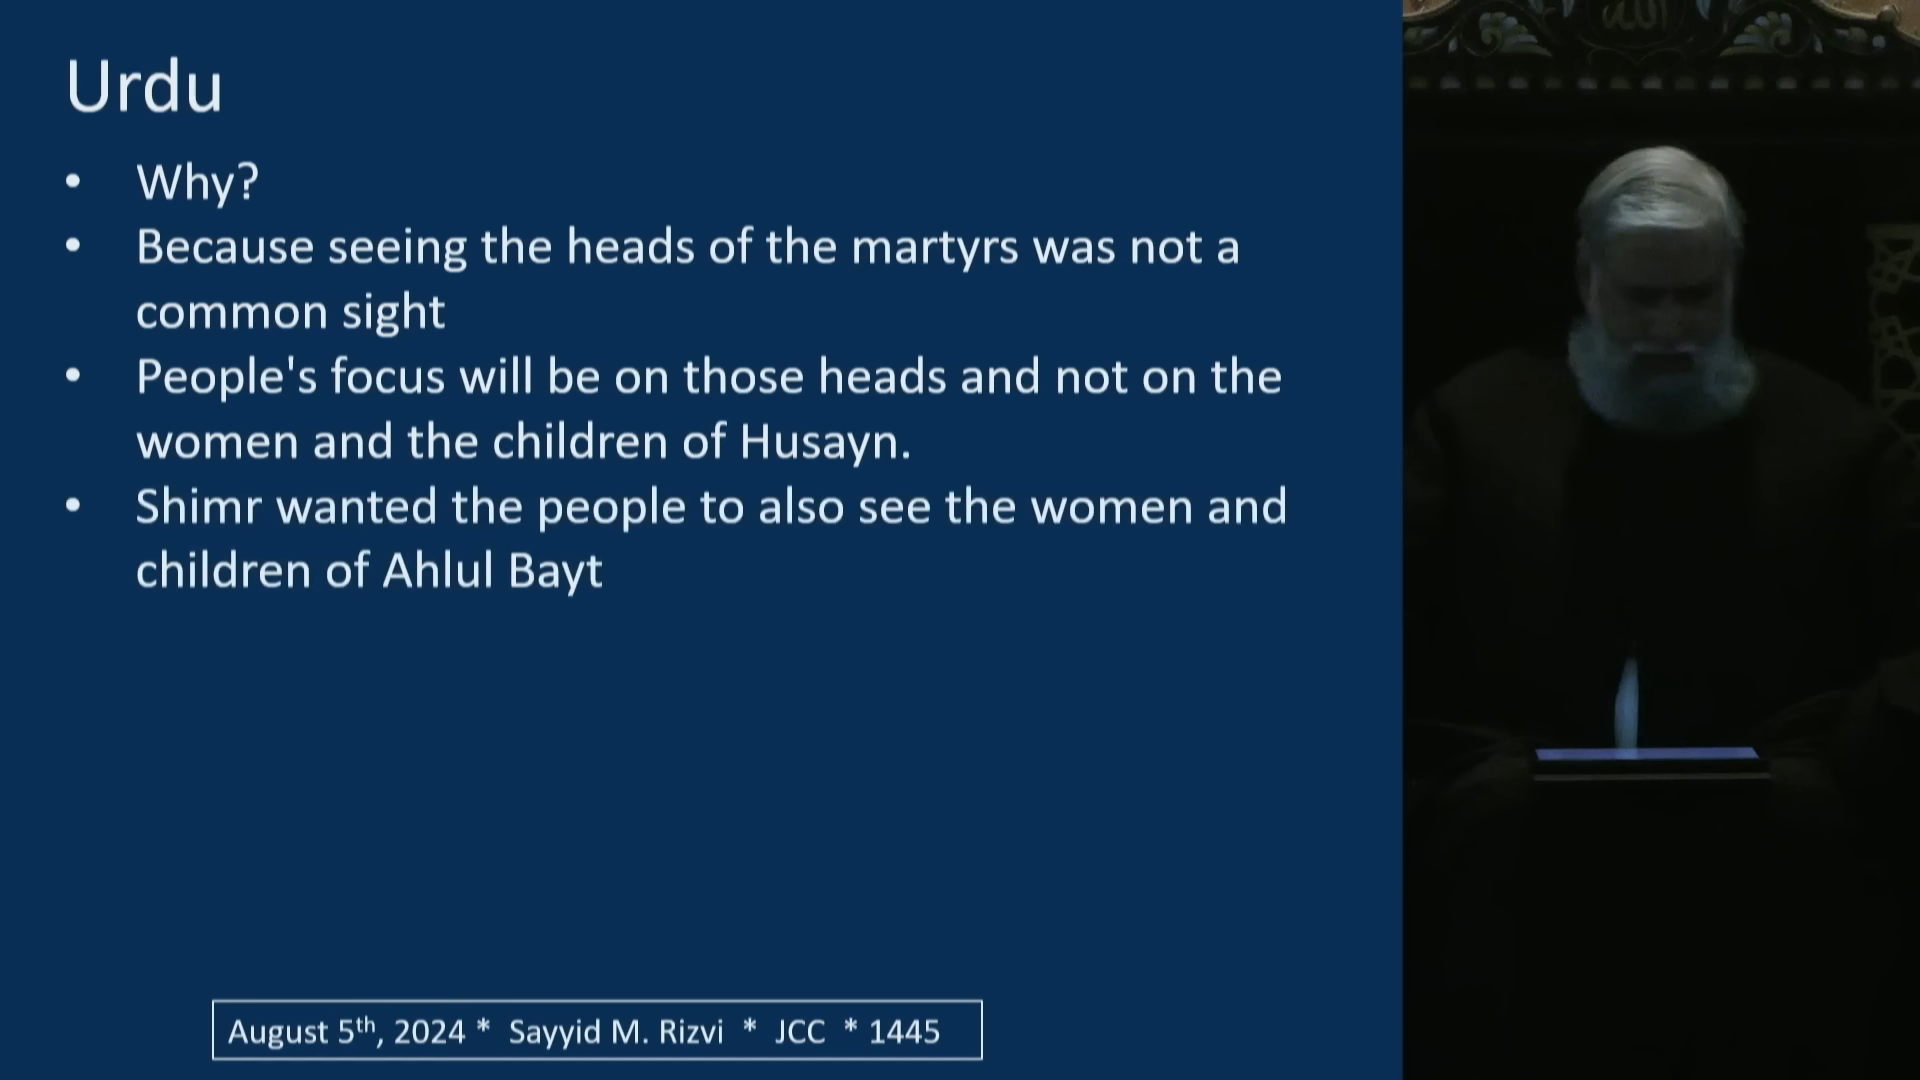 Urdu
• Why?
• Because seeing the heads of the martyrs was not a
common sight
• People's focus will be on those heads and not on the
women and the children of Husayn.
• Shimr wanted the people to also see the women and
children of Ahlul Bayt
الله
August 5th, 2024 * Sayyid M. Rizvi * JCC * 1445